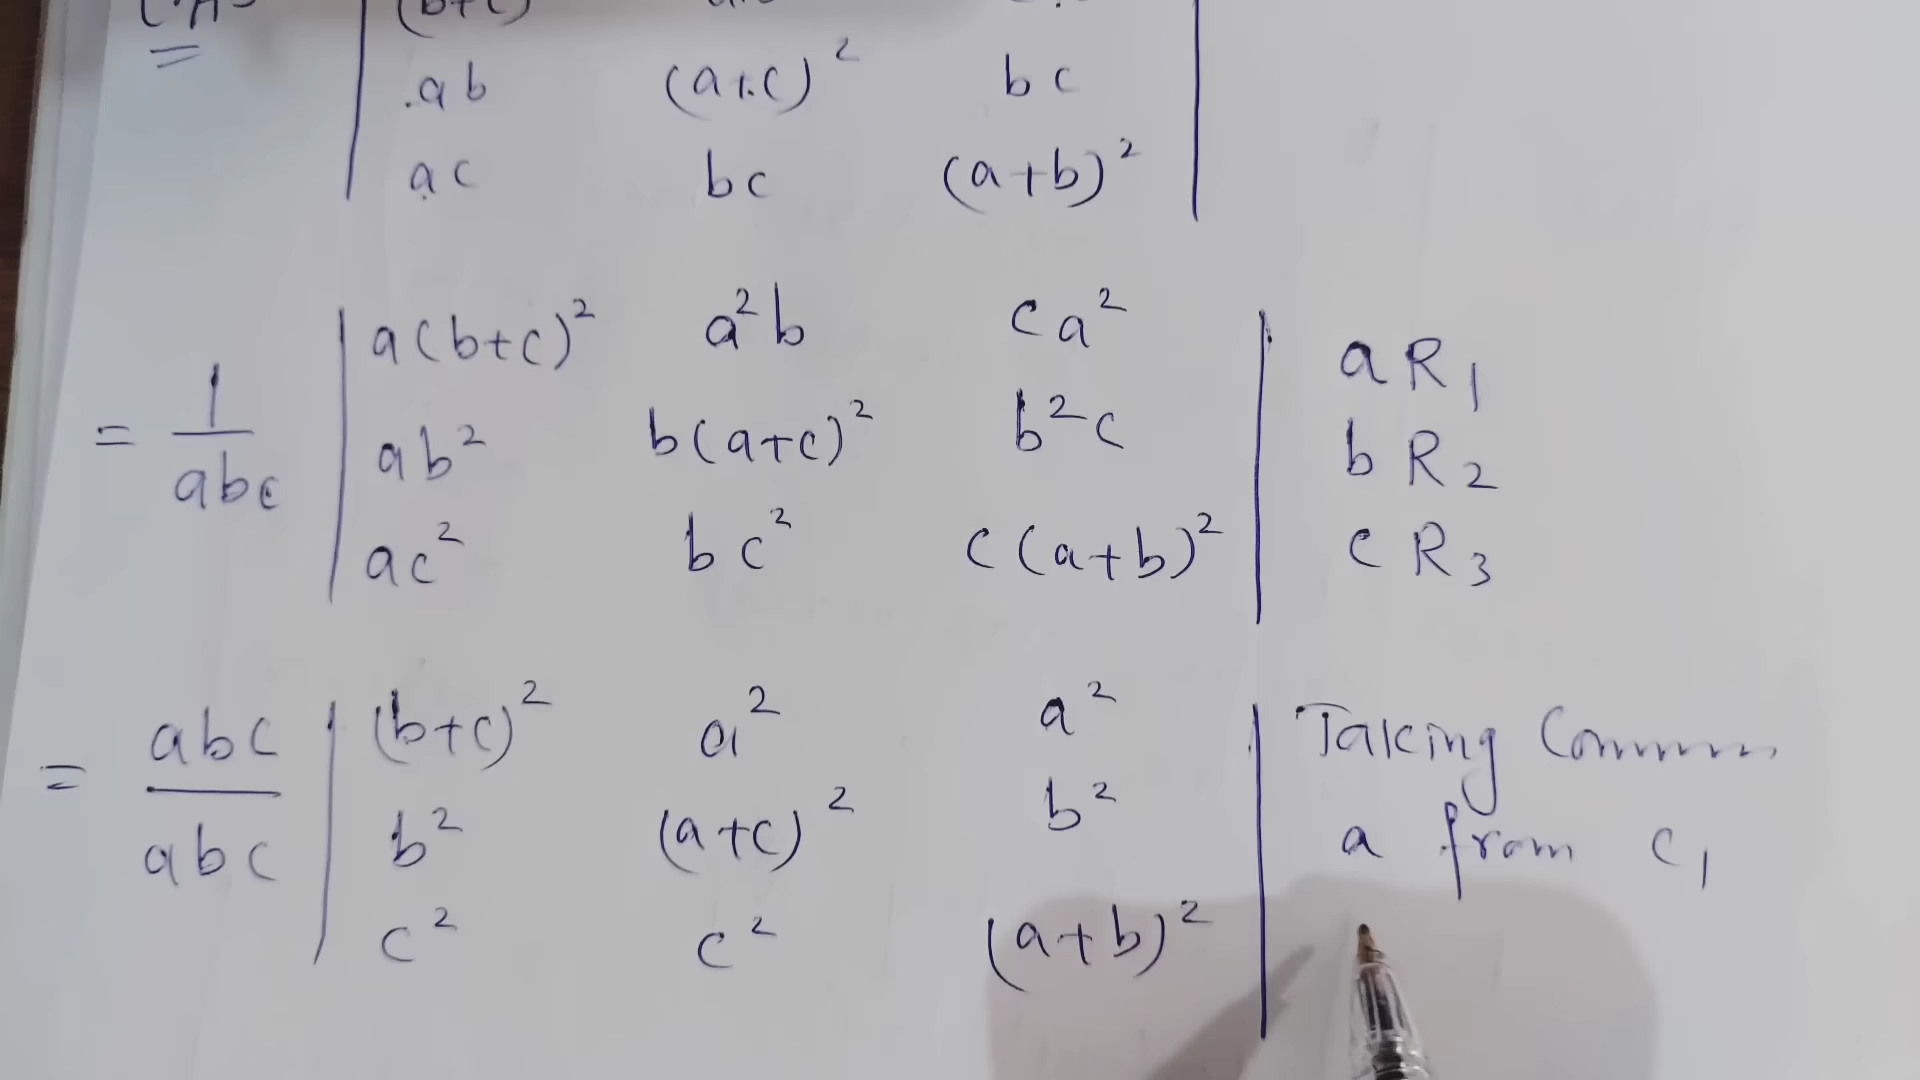 (b+c)
ab (a+c)² bc
ac bc (a+b)²
a(b+c)² a²b ca² aR₁
= 1/abc ab² b(a+c)² b²c bR₂
ac² bc² c(a+b)² cR₃
= abc/abc (b+c)² a² a² Taking Common
b² (a+c)² b² a from C₁
c² c² (a+b)²